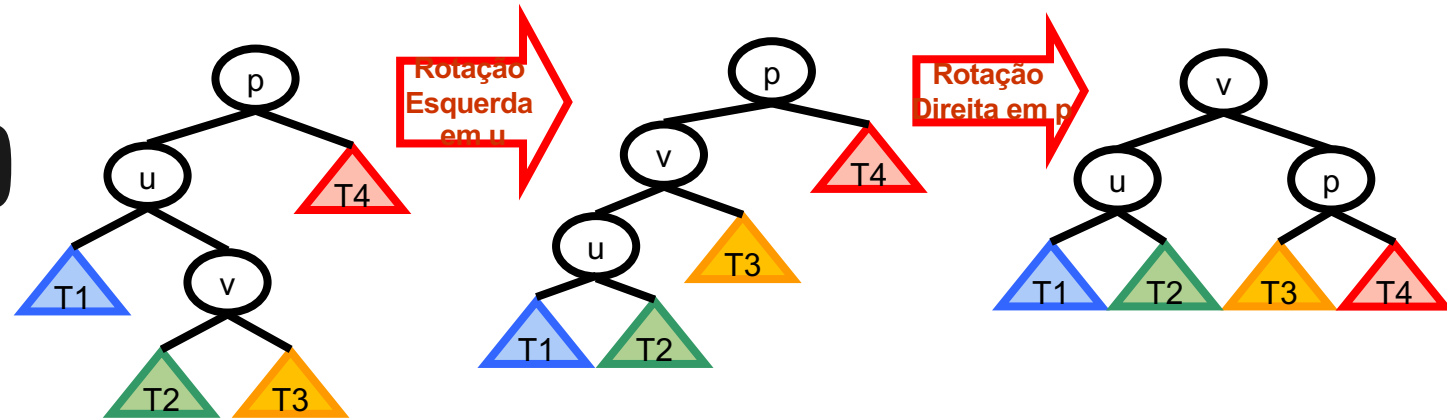 p
u
T4
T1
v
T2
T3
Rotação
Esquerda
em u
p
v
T4
u
T3
T1
T2
Rotação
Direita em p
v
u
p
T1
T2
T3
T4